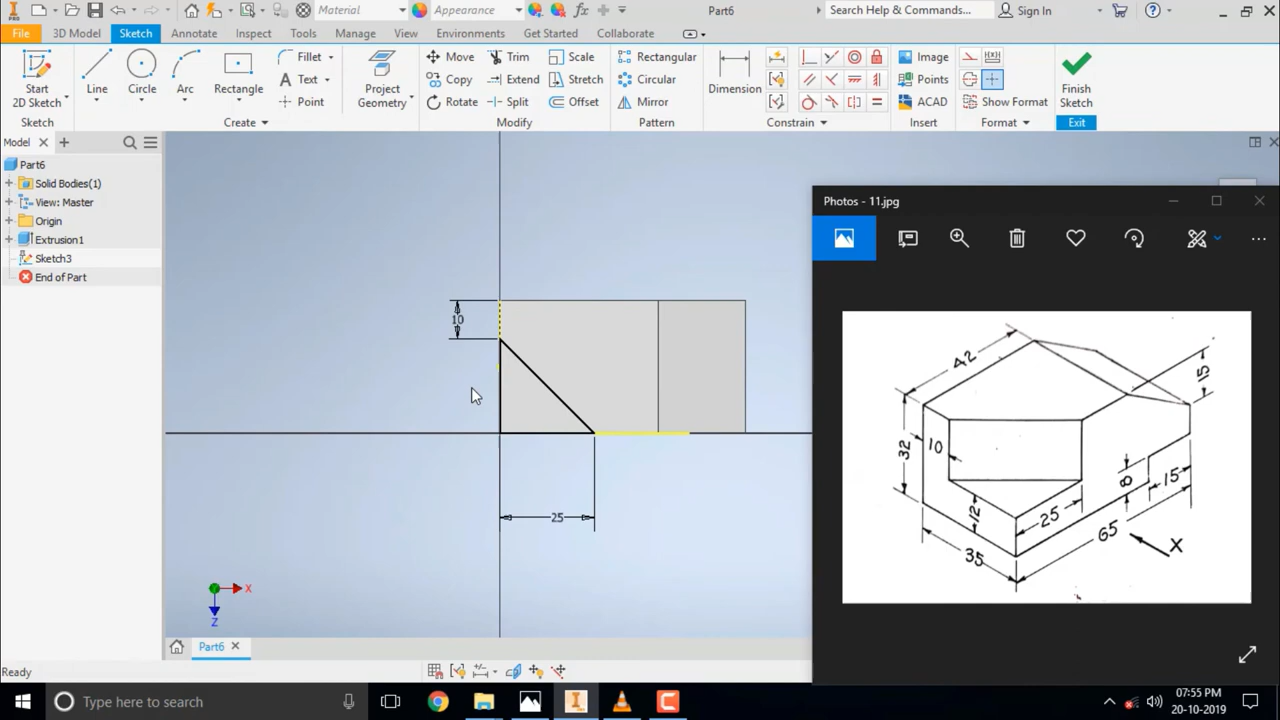 Material
Appearance
Part6
Search Help & Commands...
Sign In
File
3D Model
Sketch
Annotate
Inspect
Tools
Manage
View
Environments
Get Started
Collaborate
Start
2D Sketch
Line
Circle
Arc
Rectangle
Fillet
Text
Point
Project
Geometry
Move
Copy
Rotate
Trim
Extend
Split
Scale
Stretch
Offset
Rectangular
Circular
Mirror
Dimension
Image
Points
ACAD
Show Format
Finish
Sketch
Sketch
Create
Modify
Pattern
Constrain
Insert
Format
Exit
Model
Part6
Solid Bodies(1)
View: Master
Origin
Extrusion1
Sketch3
End of Part
10
25
X
Z
Photos - 11.jpg
42
15
32
10
8
15
12
25
65
35
X
Part6
Ready
Type here to search
07:55 PM
20-10-2019